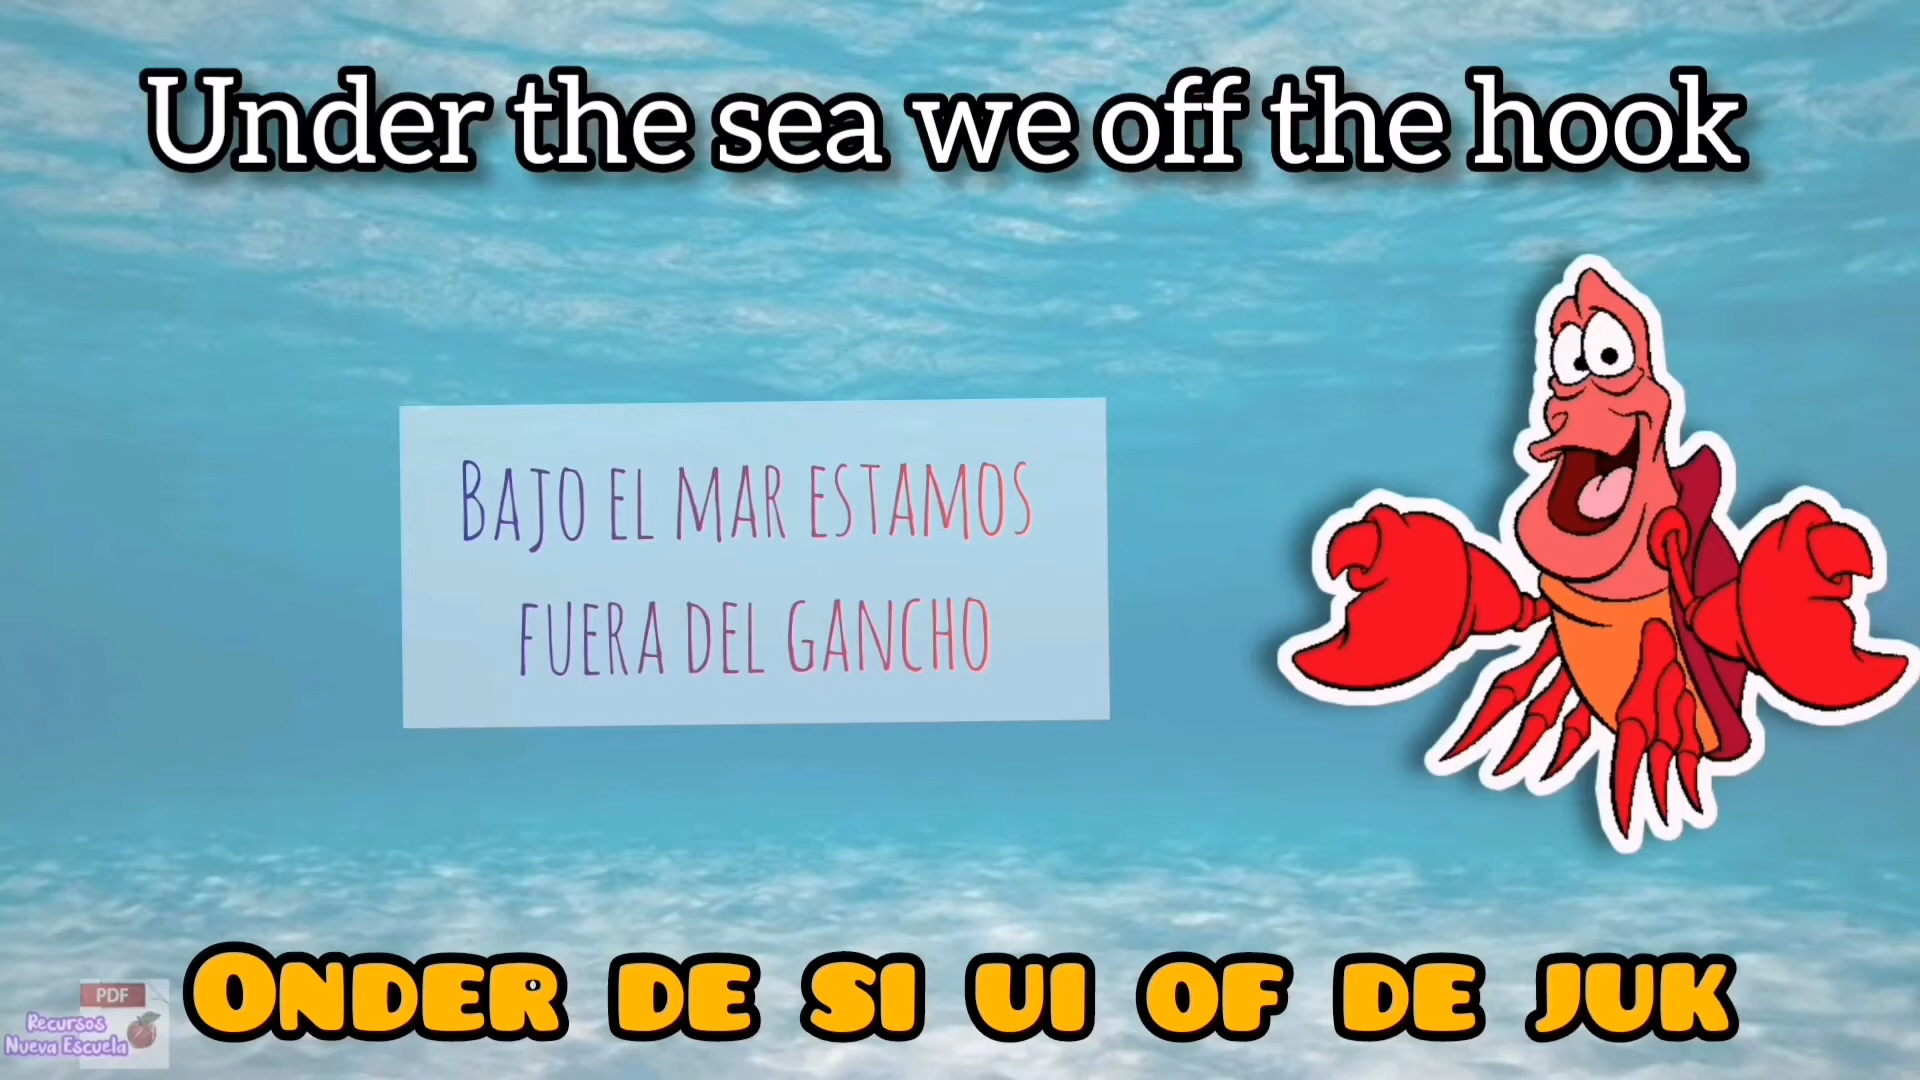 Under the sea we off the hook
BAJO EL MAR ESTAMOS
FUERA DEL GANCHO
ONDER DE SI UI OF DE JUK
PDF
Recursos
Nueva Escuela